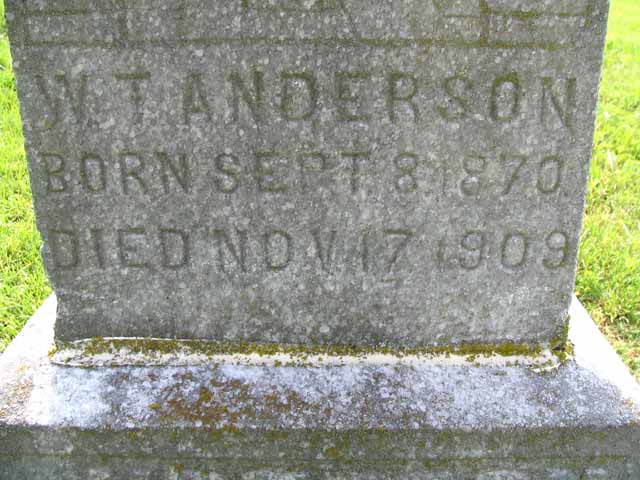 W. T. ANDERSON
BORN SEPT. 8, 1870.
DIED NOV. 17, 1909.